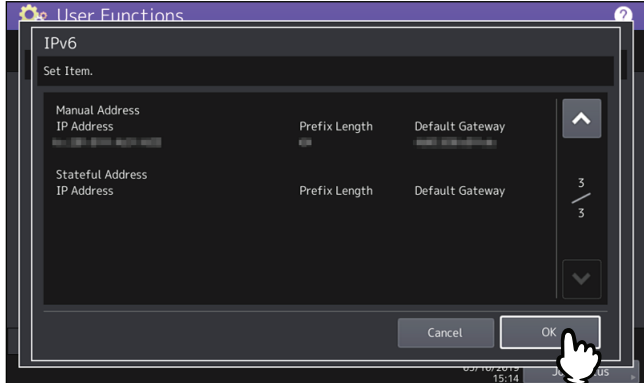 User Functions
?
IPv6
Set Item.
Manual Address
IP Address Prefix Length Default Gateway
Stateful Address
IP Address Prefix Length Default Gateway
3
3
Cancel OK
15:14